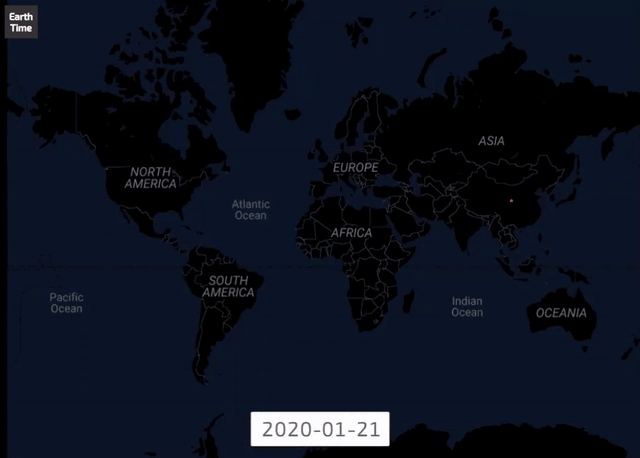 Earth
Time
ASIA
EUROPE
NORTH
AMERICA
Atlantic
Ocean
AFRICA
SOUTH
AMERICA
Pacific
Ocean
Indian
Ocean
OCEANIA
2020-01-21